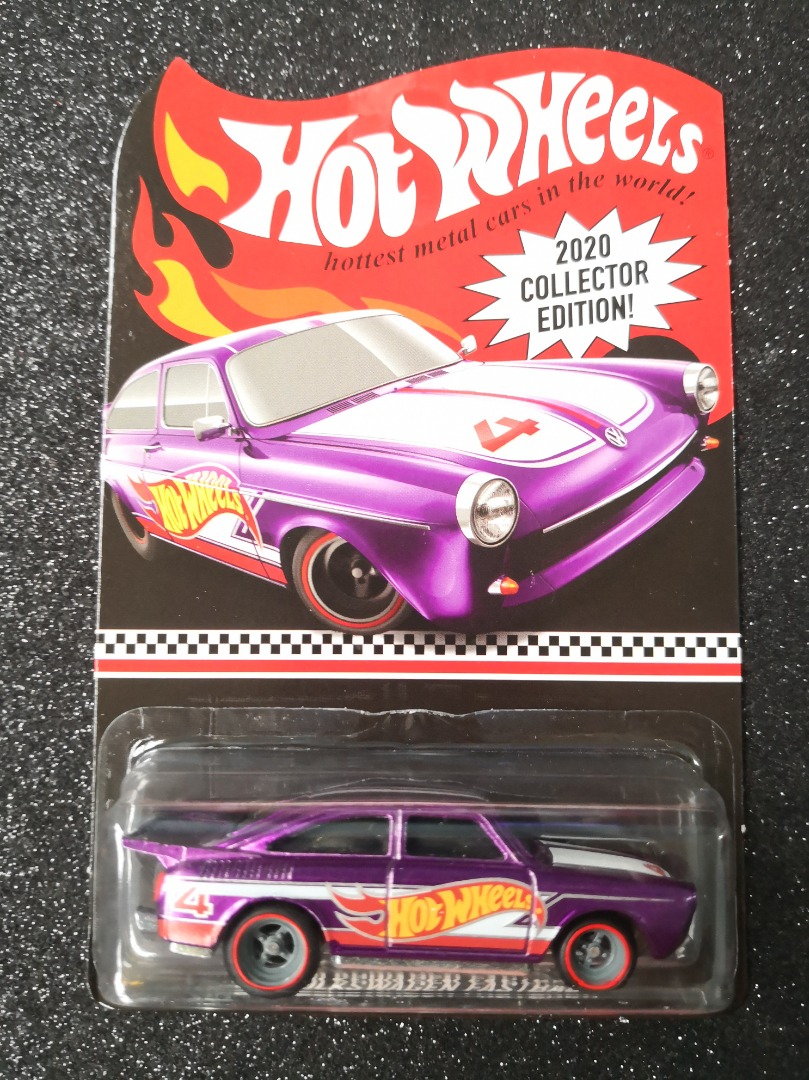 Hot Wheels®
hottest metal cars in the world!
2020
COLLECTOR
EDITION!
4
Hot Wheels
4
Hot Wheels